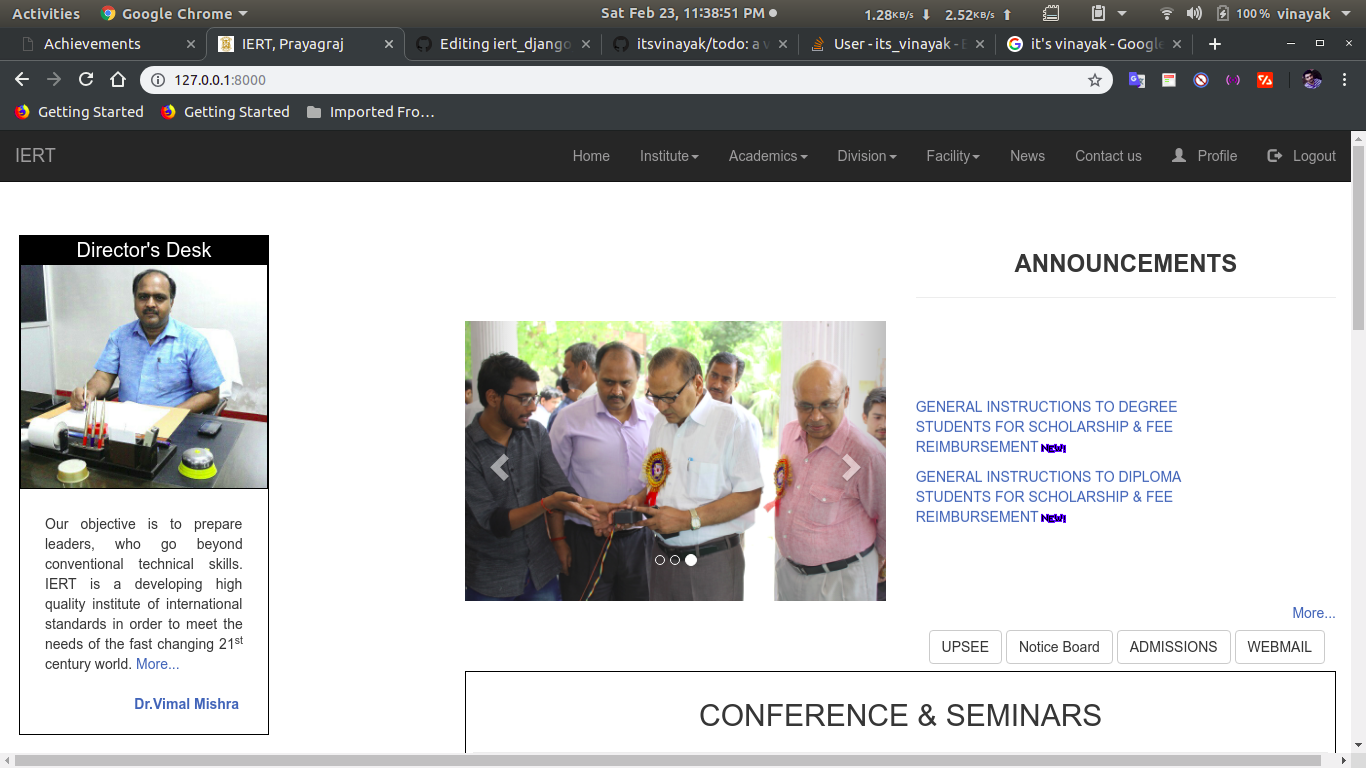 Activities Google Chrome Sat Feb 23, 11:38:51 PM 1.28KB/s 2.52KB/s 100 % vinayak
Achievements IERT, Prayagraj Editing iert_django itsvinayak/todo: a v User - its_vinayak - it's vinayak - Google
127.0.0.1:8000
Getting Started Getting Started Imported Fro…
IERT Home Institute Academics Division Facility News Contact us Profile Logout
Director's Desk
Our objective is to prepare
leaders, who go beyond
conventional technical skills.
IERT is a developing high
quality institute of international
standards in order to meet the
needs of the fast changing 21st
century world. More...
Dr.Vimal Mishra
ANNOUNCEMENTS
GENERAL INSTRUCTIONS TO DEGREE
STUDENTS FOR SCHOLARSHIP & FEE
REIMBURSEMENT NEW!
GENERAL INSTRUCTIONS TO DIPLOMA
STUDENTS FOR SCHOLARSHIP & FEE
REIMBURSEMENT NEW!
More...
UPSEE Notice Board ADMISSIONS WEBMAIL
CONFERENCE & SEMINARS